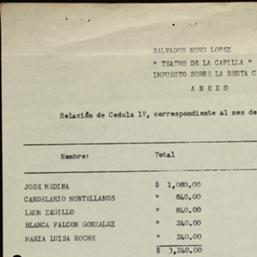 SALVADOR NOVO LOPEZ
" TEATRO DE LA CAPILLA "
IMPUESTO SOBRE LA RENTA C
A N E X O
Relación de Cedula IV, correspondiente al mes de
Nombre: Total
JOSE MEDINA $ 1,080.00
CANDELARIO MONTELLANOS " 640.00
LEON ZEBILLO " 640.00
BLANCA FALCON GONZALEZ " 240.00
MARIA LUISA ROCHE " 240.00
$ 3,240.00